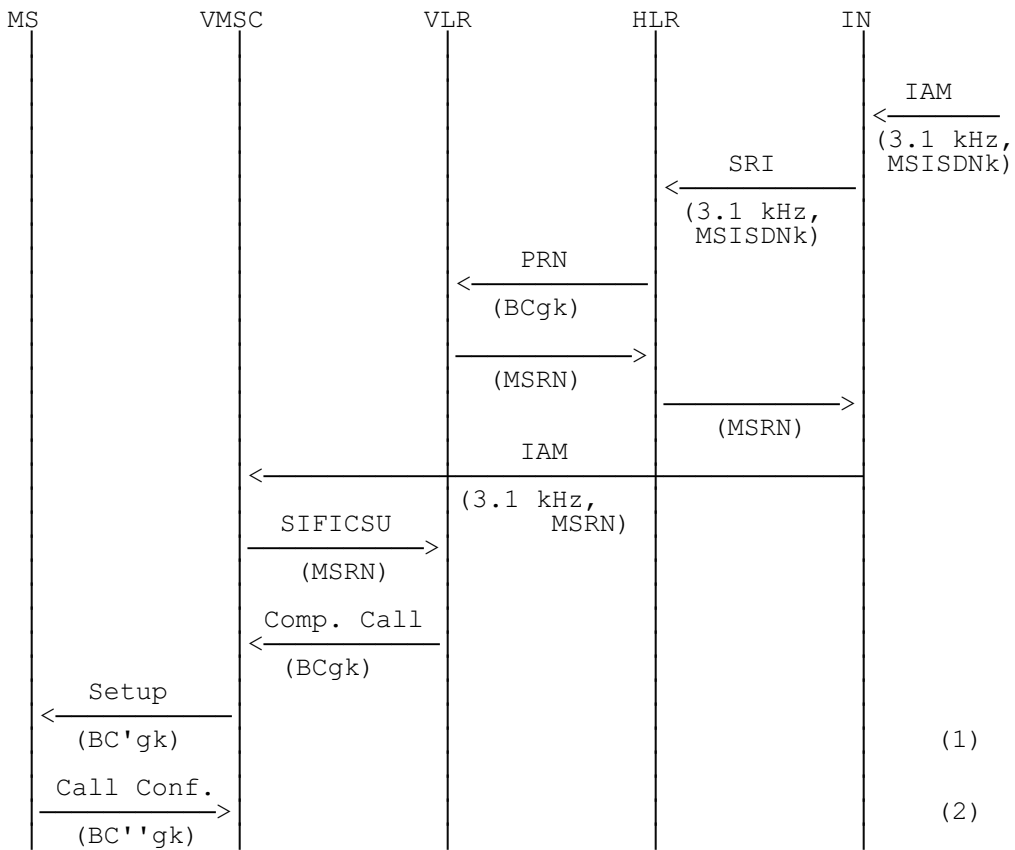 MS VMSC VLR HLR IN
IAM
(3.1 kHz,
MSISDNk)
SRI
(3.1 kHz,
MSISDNk)
PRN
(BCgk)
(MSRN)
(MSRN)
IAM
(3.1 kHz,
MSRN)
SIFICSU
(MSRN)
Comp. Call
(BCgk)
Setup
(BC'gk) (1)
Call Conf.
(2)
(BC''gk)